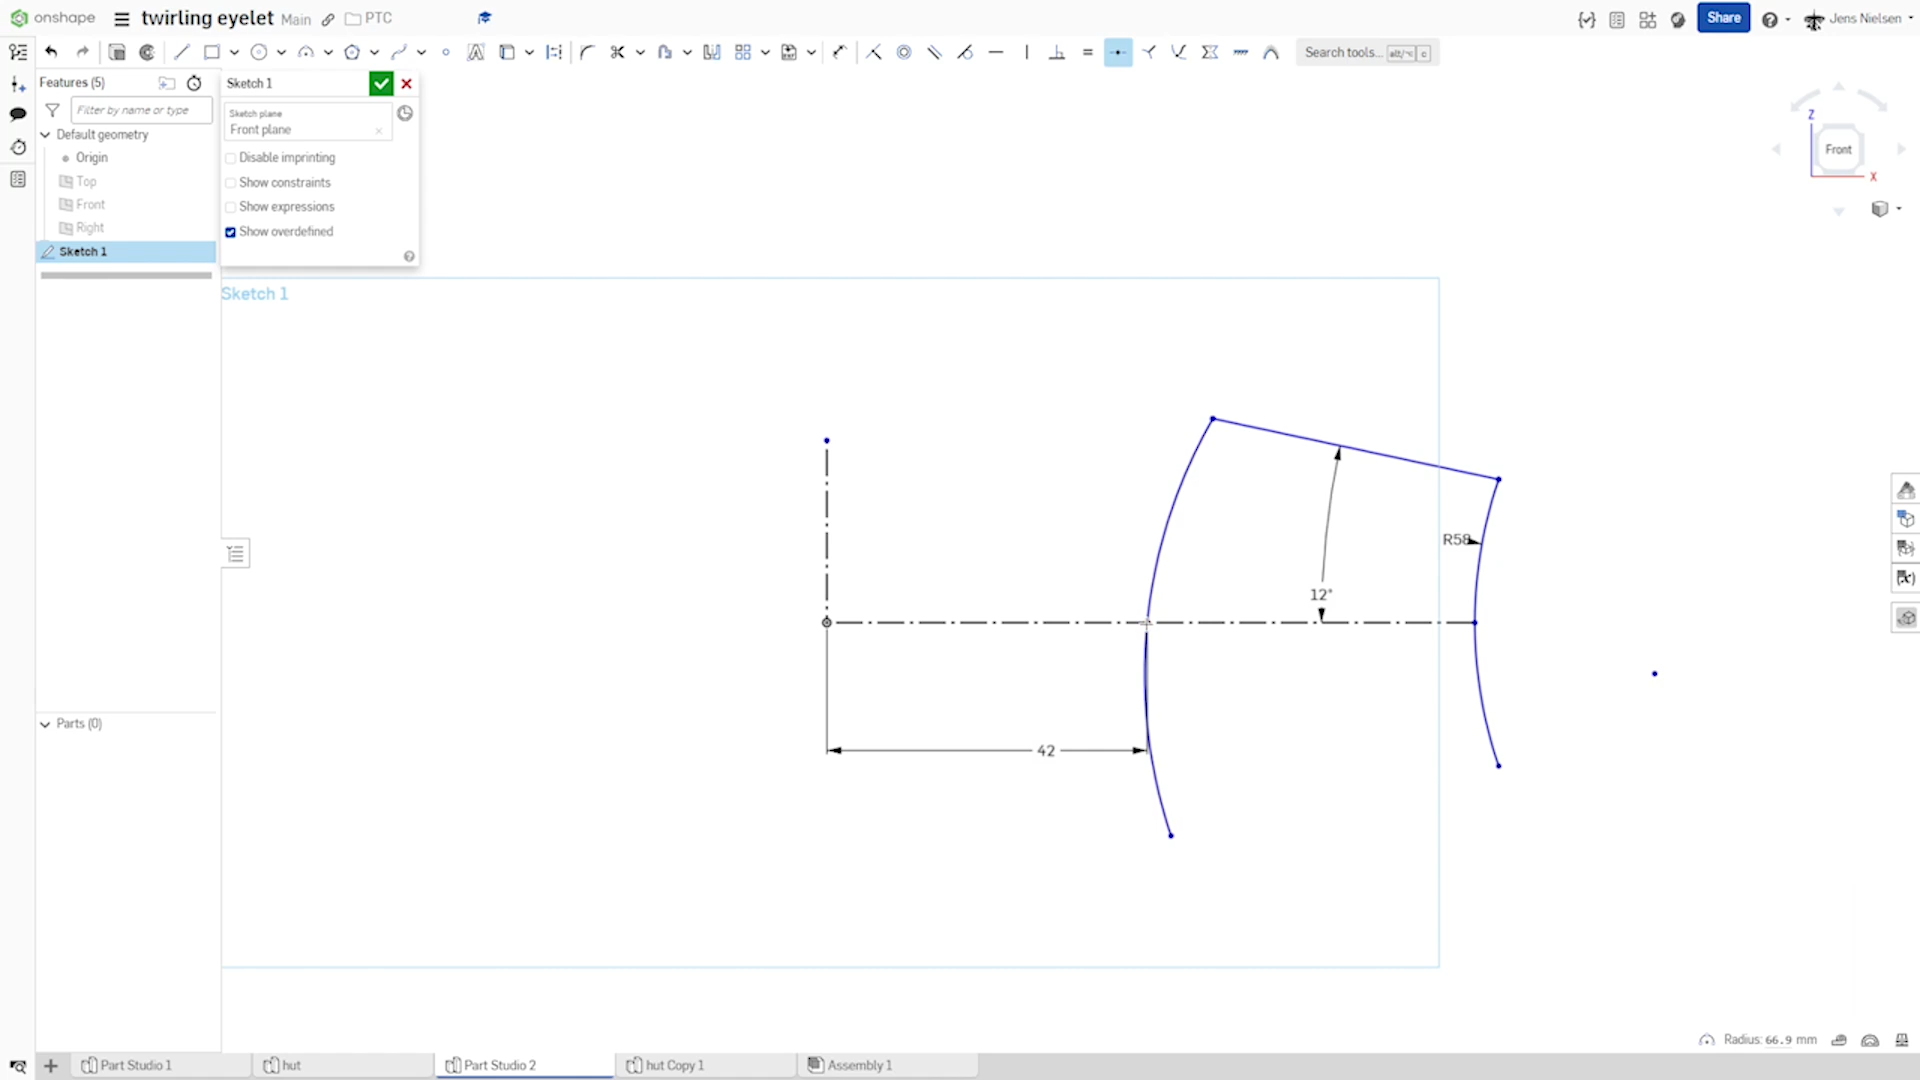 onshape
twirling eyelet Main PTC
Share
Jens Nielsen
Search tools... alt/⌥ c
Features (5)
Filter by name or type
Default geometry
Origin
Top
Front
Right
Sketch 1
Sketch 1
Sketch plane
Front plane
Disable imprinting
Show constraints
Show expressions
Show overdefined
Z
Front
X
Sketch 1
R58
12°
42
Parts (0)
Radius: 66.9 mm
Part Studio 1
hut
Part Studio 2
hut Copy 1
Assembly 1